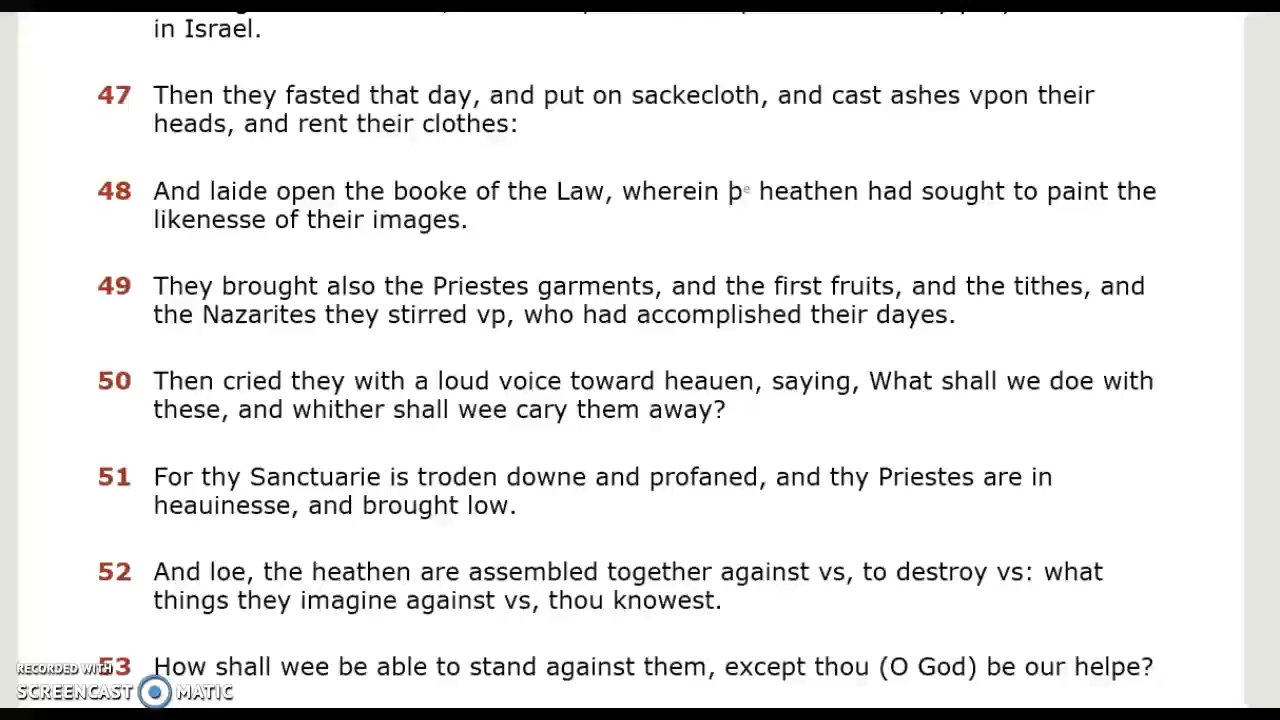 in Israel.
47 Then they fasted that day, and put on sackecloth, and cast ashes vpon their
heads, and rent their clothes:
48 And laide open the booke of the Law, wherein þᵉ heathen had sought to paint the
likenesse of their images.
49 They brought also the Priestes garments, and the first fruits, and the tithes, and
the Nazarites they stirred vp, who had accomplished their dayes.
50 Then cried they with a loud voice toward heauen, saying, What shall we doe with
these, and whither shall wee cary them away?
51 For thy Sanctuarie is troden downe and profaned, and thy Priestes are in
heauinesse, and brought low.
52 And loe, the heathen are assembled together against vs, to destroy vs: what
things they imagine against vs, thou knowest.
53 How shall wee be able to stand against them, except thou (O God) be our helpe?
RECORDED WITH
SCREENCAST MATIC